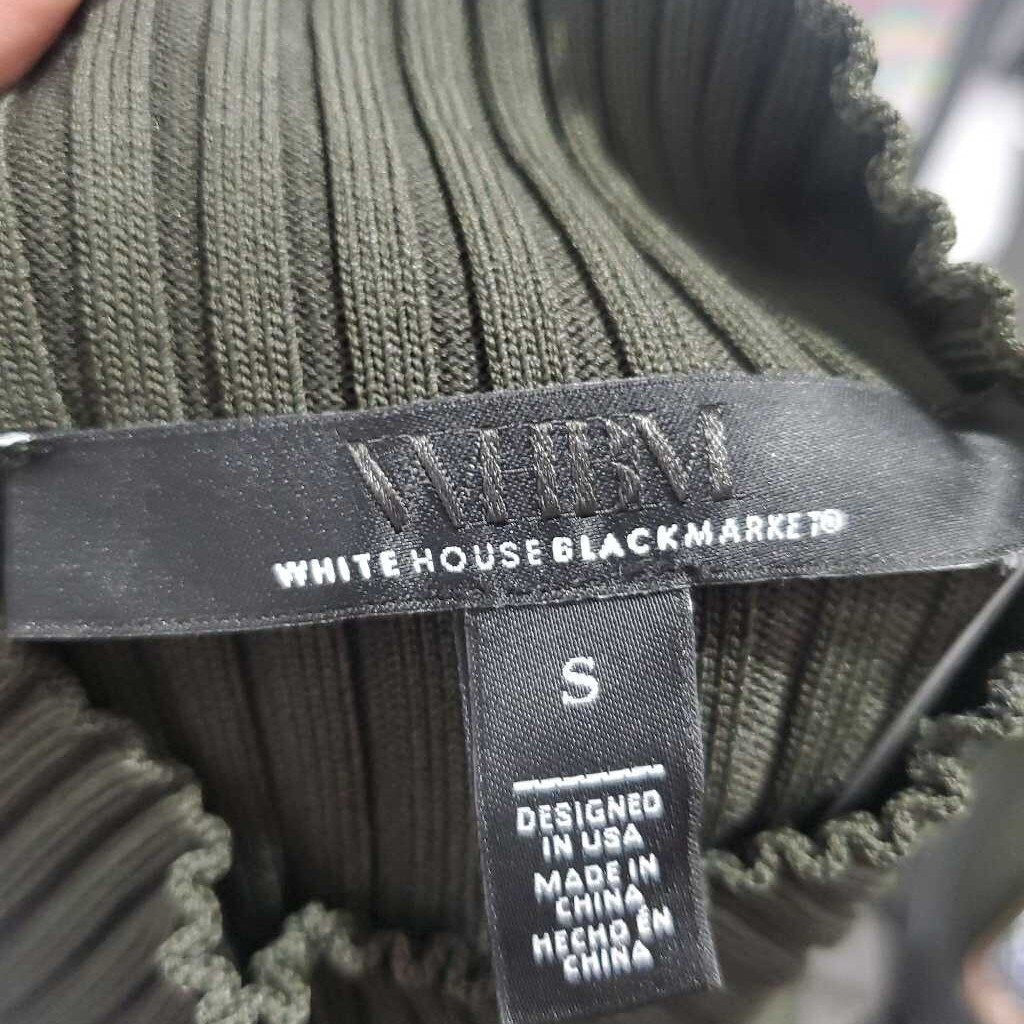 WHBM
WHITE HOUSE BLACK MARKET®
S
DESIGNED
IN USA
MADE IN
CHINA
HECHO EN
CHINA